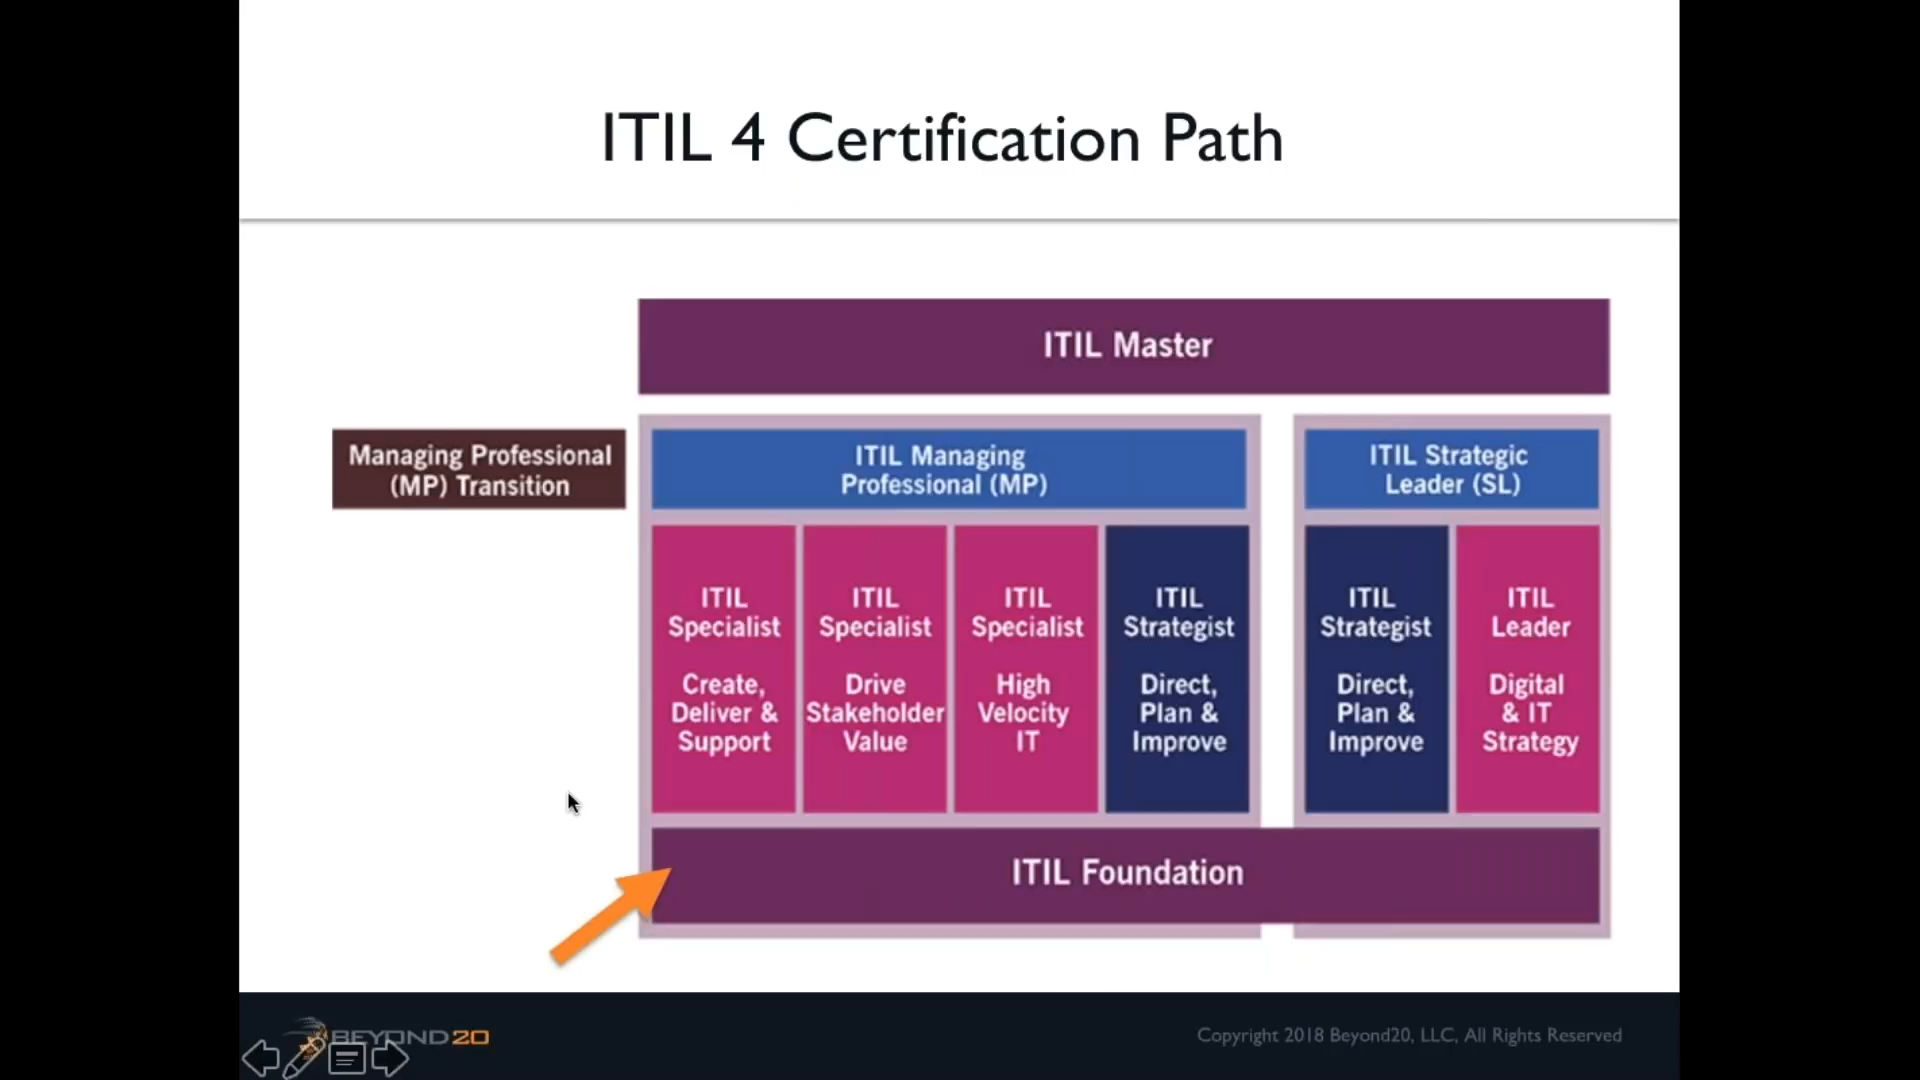 ITIL 4 Certification Path
ITIL Master
Managing Professional
(MP) Transition
ITIL Managing
Professional (MP)
ITIL Strategic
Leader (SL)
ITIL
Specialist
Create,
Deliver &
Support
ITIL
Specialist
Drive
Stakeholder
Value
ITIL
Specialist
High
Velocity
IT
ITIL
Strategist
Direct,
Plan &
Improve
ITIL
Strategist
Direct,
Plan &
Improve
ITIL
Leader
Digital
& IT
Strategy
ITIL Foundation
BEYOND20
Copyright 2018 Beyond20, LLC, All Rights Reserved